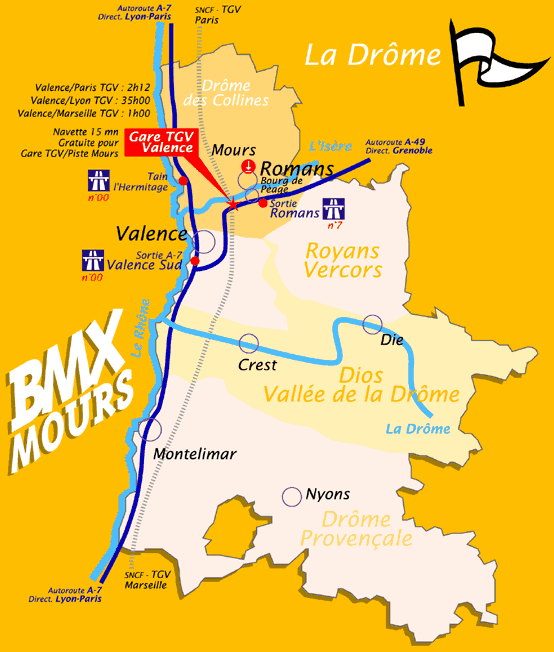 Autoroute A-7
Direct. Lyon-Paris
SNCF - TGV
Paris
La Drôme
Valence/Paris TGV : 2h12
Valence/Lyon TGV : 35h00
Valence/Marseille TGV : 1h00
Navette 15 mn
Gratuite pour
Gare TGV/Piste Mours
Drôme
des Collines
Gare TGV
Valence
Mours
L'Isère
Autoroute A-49
Direct. Grenoble
Romans
Bourg de
Péage
Tain
l'Hermitage
n°00
Sortie
Romans
n°7
Valence
Sortie A-7
Valence Sud
n°00
Royans
Vercors
Le Rhône
BMX
MOURS
Die
Crest
Dios
Vallée de la Drôme
La Drôme
Montelimar
Nyons
Drôme
Provençale
SNCF - TGV
Marseille
Autoroute A-7
Direct. Lyon-Paris